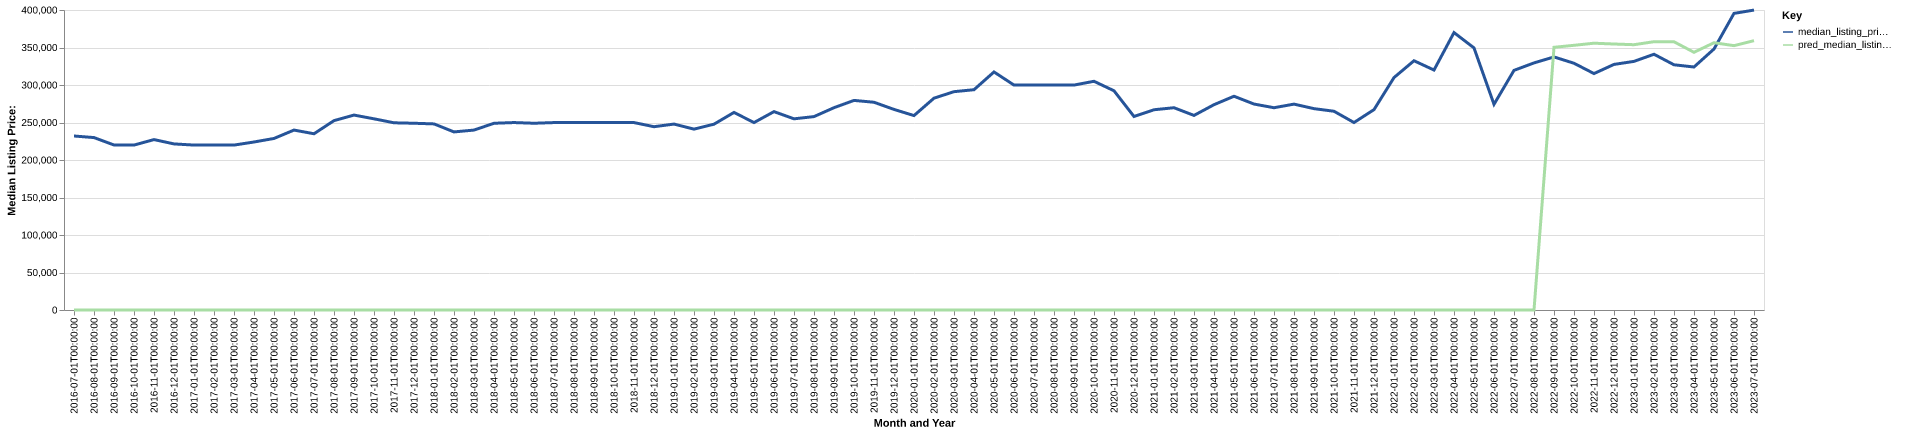 400,000
350,000
300,000
250,000
200,000
150,000
100,000
50,000
0
Median Listing Price:
2016-07-01T00:00:00
2016-08-01T00:00:00
2016-09-01T00:00:00
2016-10-01T00:00:00
2016-11-01T00:00:00
2016-12-01T00:00:00
2017-01-01T00:00:00
2017-02-01T00:00:00
2017-03-01T00:00:00
2017-04-01T00:00:00
2017-05-01T00:00:00
2017-06-01T00:00:00
2017-07-01T00:00:00
2017-08-01T00:00:00
2017-09-01T00:00:00
2017-10-01T00:00:00
2017-11-01T00:00:00
2017-12-01T00:00:00
2018-01-01T00:00:00
2018-02-01T00:00:00
2018-03-01T00:00:00
2018-04-01T00:00:00
2018-05-01T00:00:00
2018-06-01T00:00:00
2018-07-01T00:00:00
2018-08-01T00:00:00
2018-09-01T00:00:00
2018-10-01T00:00:00
2018-11-01T00:00:00
2018-12-01T00:00:00
2019-01-01T00:00:00
2019-02-01T00:00:00
2019-03-01T00:00:00
2019-04-01T00:00:00
2019-05-01T00:00:00
2019-06-01T00:00:00
2019-07-01T00:00:00
2019-08-01T00:00:00
2019-09-01T00:00:00
2019-10-01T00:00:00
2019-11-01T00:00:00
2019-12-01T00:00:00
2020-01-01T00:00:00
2020-02-01T00:00:00
2020-03-01T00:00:00
2020-04-01T00:00:00
2020-05-01T00:00:00
2020-06-01T00:00:00
2020-07-01T00:00:00
2020-08-01T00:00:00
2020-09-01T00:00:00
2020-10-01T00:00:00
2020-11-01T00:00:00
2020-12-01T00:00:00
2021-01-01T00:00:00
2021-02-01T00:00:00
2021-03-01T00:00:00
2021-04-01T00:00:00
2021-05-01T00:00:00
2021-06-01T00:00:00
2021-07-01T00:00:00
2021-08-01T00:00:00
2021-09-01T00:00:00
2021-10-01T00:00:00
2021-11-01T00:00:00
2021-12-01T00:00:00
2022-01-01T00:00:00
2022-02-01T00:00:00
2022-03-01T00:00:00
2022-04-01T00:00:00
2022-05-01T00:00:00
2022-06-01T00:00:00
2022-07-01T00:00:00
2022-08-01T00:00:00
2022-09-01T00:00:00
2022-10-01T00:00:00
2022-11-01T00:00:00
2022-12-01T00:00:00
2023-01-01T00:00:00
2023-02-01T00:00:00
2023-03-01T00:00:00
2023-04-01T00:00:00
2023-05-01T00:00:00
2023-06-01T00:00:00
2023-07-01T00:00:00
Month and Year
Key
median_listing_pri…
pred_median_listin…